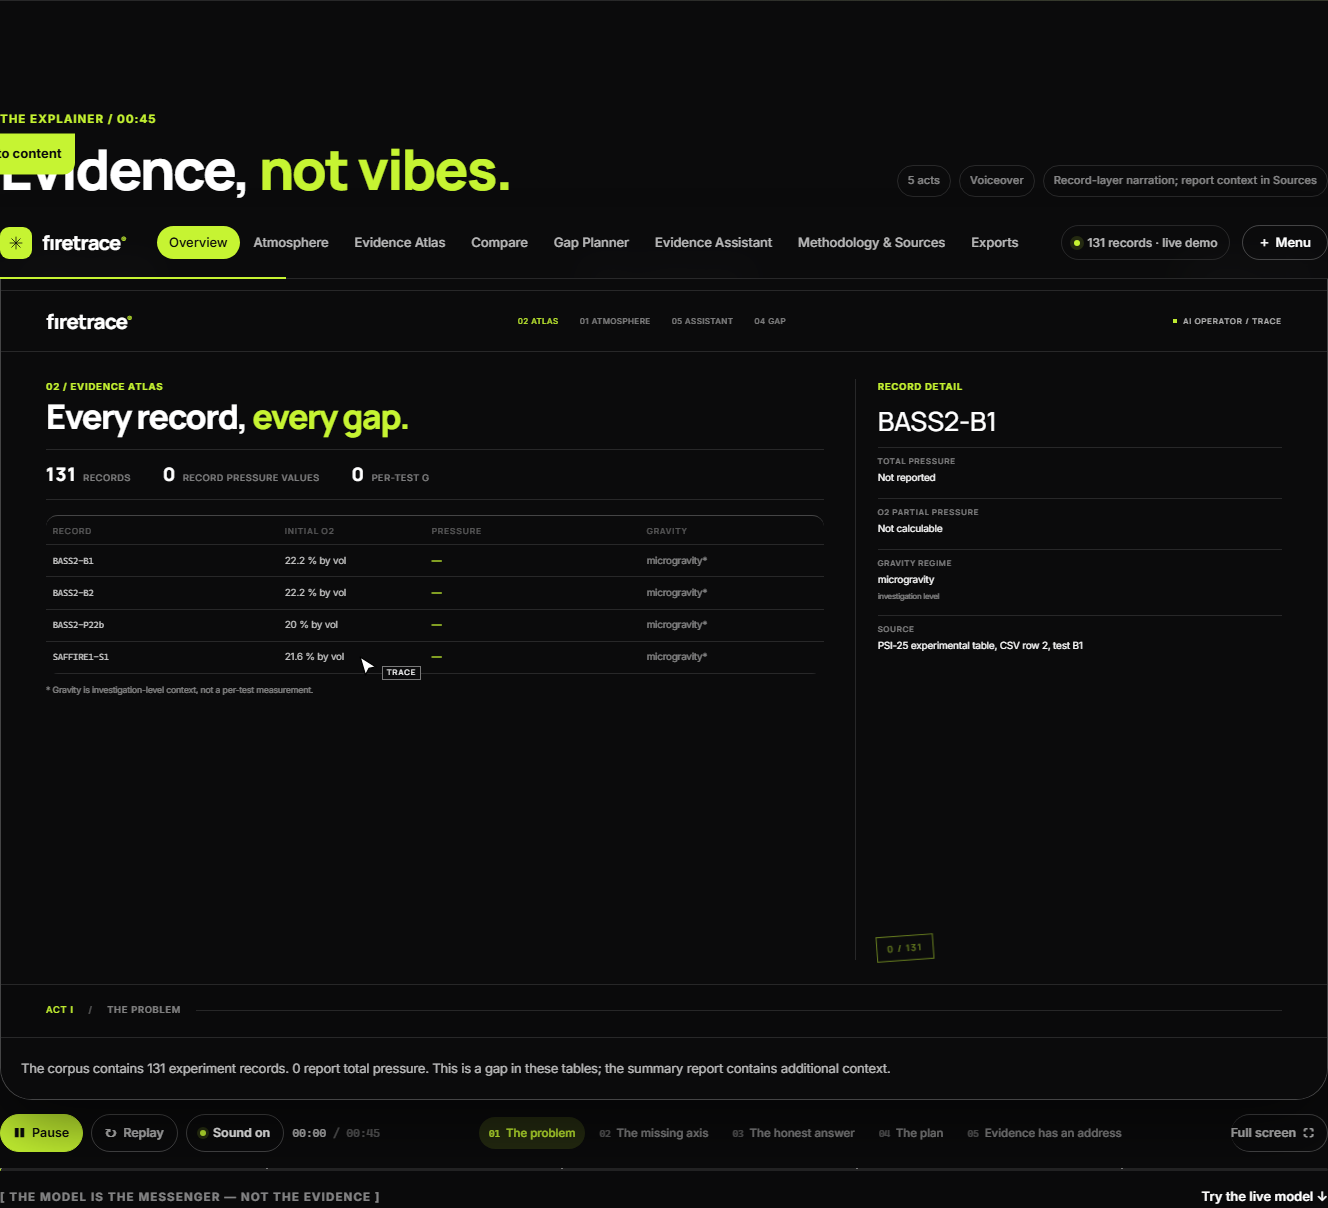 THE EXPLAINER / 00:45
to content
Evidence, not vibes.
5 acts
Voiceover
Record-layer narration; report context in Sources
firetrace
Overview
Atmosphere
Evidence Atlas
Compare
Gap Planner
Evidence Assistant
Methodology & Sources
Exports
131 records · live demo
+ Menu
firetrace
02 ATLAS
01 ATMOSPHERE
05 ASSISTANT
04 GAP
AI OPERATOR / TRACE
02 / EVIDENCE ATLAS
Every record, every gap.
131 RECORDS
0 RECORD PRESSURE VALUES
0 PER-TEST G
RECORD INITIAL O2 PRESSURE GRAVITY
BASS2-B1 22.2 % by vol — microgravity*
BASS2-B2 22.2 % by vol — microgravity*
BASS2-P22b 20 % by vol — microgravity*
SAFFIRE1-S1 21.6 % by vol — microgravity*
TRACE
* Gravity is investigation-level context, not a per-test measurement.
RECORD DETAIL
BASS2-B1
TOTAL PRESSURE
Not reported
O2 PARTIAL PRESSURE
Not calculable
GRAVITY REGIME
microgravity
investigation level
SOURCE
PSI-25 experimental table, CSV row 2, test B1
0 / 131
ACT I / THE PROBLEM
The corpus contains 131 experiment records. 0 report total pressure. This is a gap in these tables; the summary report contains additional context.
Pause
Replay
Sound on
00:00 / 00:45
01 The problem
02 The missing axis
03 The honest answer
04 The plan
05 Evidence has an address
Full screen
[ THE MODEL IS THE MESSENGER — NOT THE EVIDENCE ]
Try the live model ↓